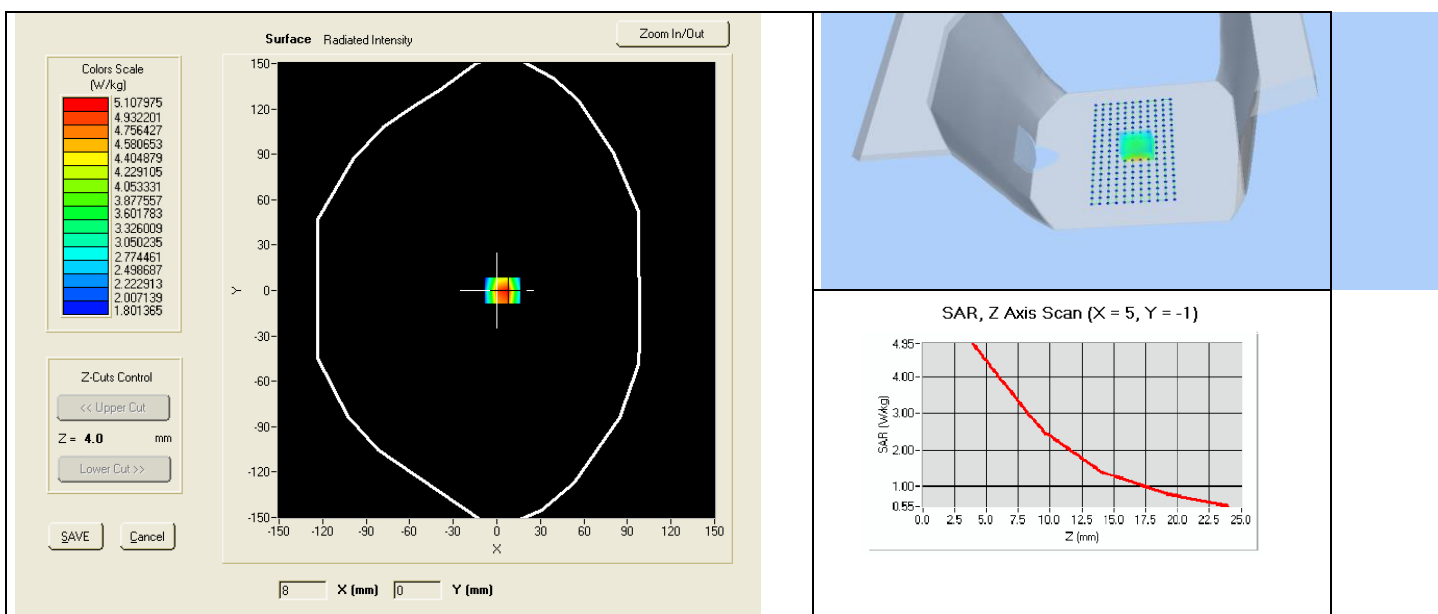 Surface Radiated Intensity
Zoom In/Out
Colors Scale
(W/kg)
5.107975
4.932201
4.756427
4.580653
4.404879
4.229105
4.053331
3.877557
3.601783
3.326009
3.050235
2.774461
2.498687
2.222913
2.007139
1.801365
Z-Cuts Control
<< Upper Cut
Z = 4.0 mm
Lower Cut >>
SAVE Cancel
150
120
90
60
30
Y 0
-30
-60
-90
-120
-150
-150 -120 -90 -60 -30 0 30 60 90 120 150
X
8 X (mm) 0 Y (mm)
SAR, Z Axis Scan (X = 5, Y = -1)
SAR (W/kg)
4.95
4.00
3.00
2.00
1.00
0.55
0.0 2.5 5.0 7.5 10.0 12.5 15.0 17.5 20.0 22.5 25.0
Z (mm)